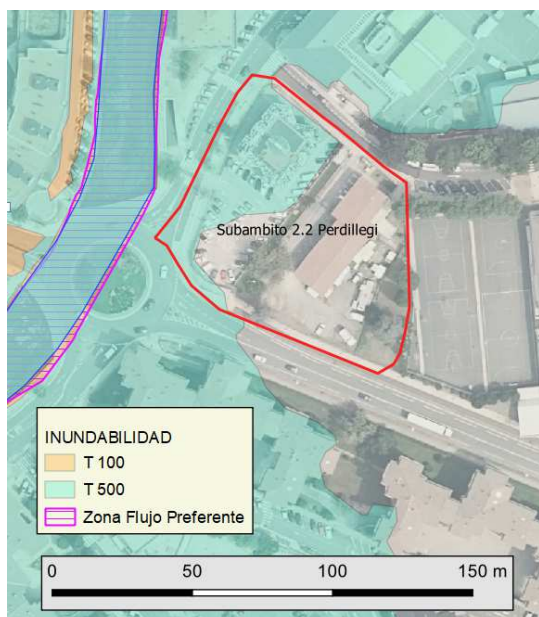 Subambito 2.2 Perdillegi
INUNDABILIDAD
T 100
T 500
Zona Flujo Preferente
0 50 100 150 m